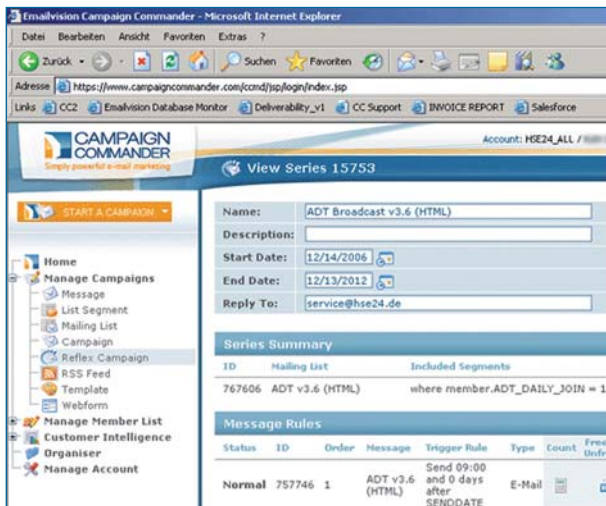 Emailvision Campaign Commander - Microsoft Internet Explorer
Datei Bearbeiten Ansicht Favoriten Extras ?
Zurück Suchen Favoriten
Adresse https://www.campaigncommander.com/ccmd/jsp/login/index.jsp
Links CC2 Emailvision Database Monitor Deliverability_v1 CC Support INVOICE REPORT Salesforce
CAMPAIGN
COMMANDER
Simply powerful e-mail marketing
Account: HSE24_ALL /
View Series 15753
START A CAMPAIGN
Name: ADT Broadcast v3.6 (HTML)
Description:
Start Date: 12/14/2006
End Date: 12/13/2012
Reply To: service@hse24.de
Home
Manage Campaigns
Message
List Segment
Mailing List
Campaign
Reflex Campaign
RSS Feed
Template
Webform
Manage Member List
Customer Intelligence
Organiser
Manage Account
Series Summary
ID Mailing List Included Segments
767606 ADT v3.6 (HTML) where member.ADT_DAILY_JOIN = 1
Message Rules
Status ID Order Message Trigger Rule Type Count
Normal 757746 1 ADT v3.6 (HTML) Send 09:00 and 0 days after SENDDATE E-Mail